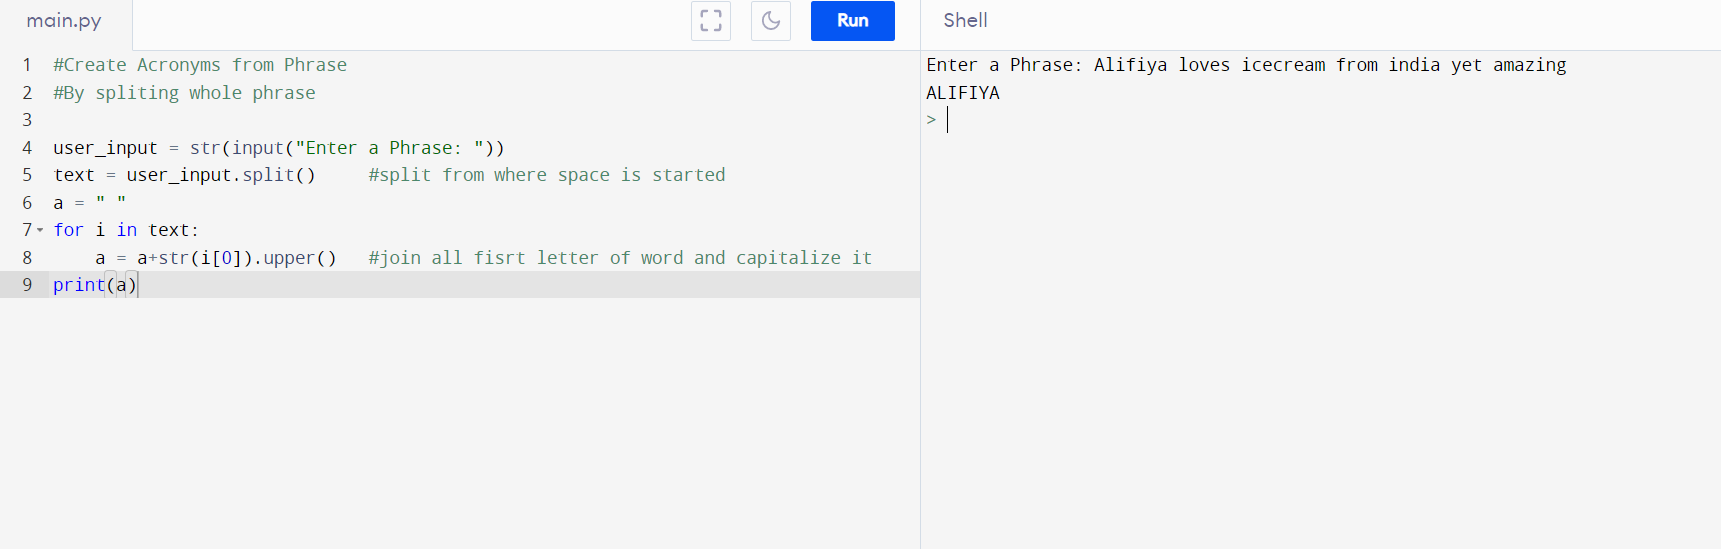 main.py
Run
Shell
1 #Create Acronyms from Phrase
2 #By spliting whole phrase
3
4 user_input = str(input("Enter a Phrase: "))
5 text = user_input.split()     #split from where space is started
6 a = " "
7 for i in text:
8     a = a+str(i[0]).upper()   #join all fisrt letter of word and capitalize it
9 print(a)
Enter a Phrase: Alifiya loves icecream from india yet amazing
ALIFIYA
>